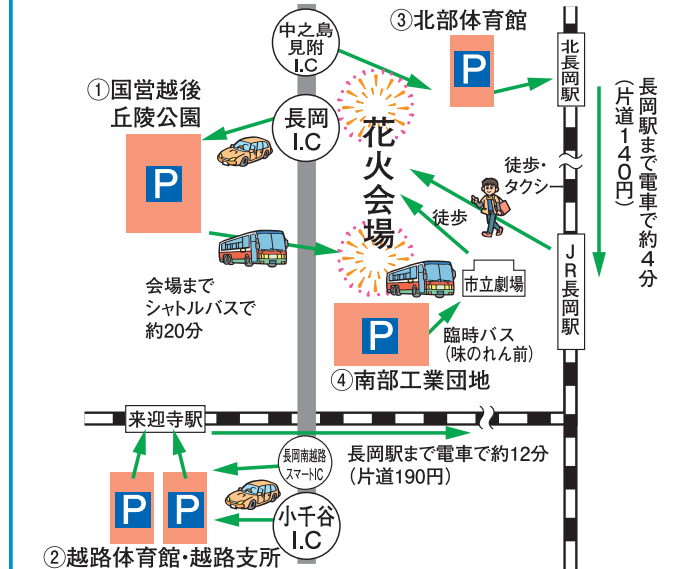 中之島
見附
I.C
③北部体育館
P
北長岡駅
①国営越後
丘陵公園
長岡
I.C
P
花火会場
長岡駅まで電車で約4分
（片道140円）
徒歩・
タクシー
徒歩
会場まで
シャトルバスで
約20分
市立劇場
JR長岡駅
P
臨時バス
（味のれん前）
④南部工業団地
来迎寺駅
長岡駅まで電車で約12分
（片道190円）
長岡南越路
スマートIC
P
P
小千谷
I.C
②越路体育館・越路支所